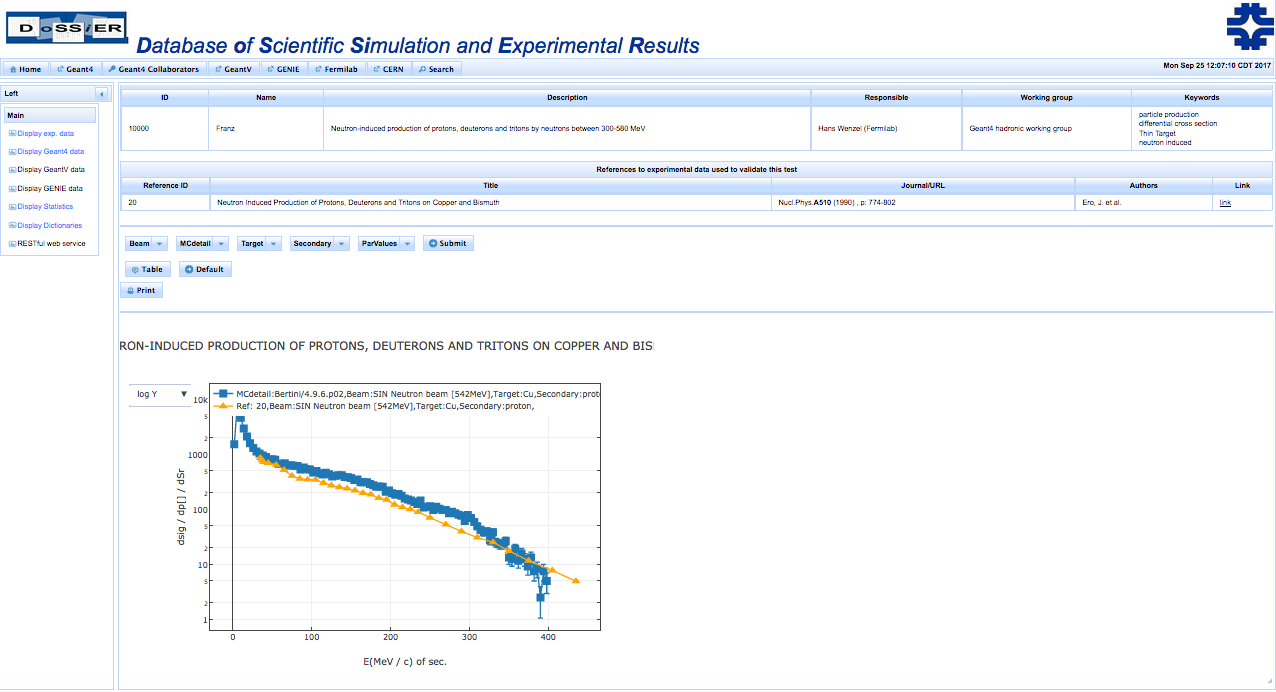 DoSSiER
Database of Scientific Simulation and Experimental Results
Home Geant4 Geant4 Collaborators GeantV GENIE Fermilab CERN Search Mon Sep 25 12:07:10 CDT 2017
Left
Main
Display exp. data
Display Geant4 data
Display GeantV data
Display GENIE data
Display Statistics
Display Dictionaries
RESTful web service
ID Name Description Responsible Working group Keywords
10000 Franz Neutron-induced production of protons, deuterons and tritons by neutrons between 300-580 MeV Hans Wenzel (Fermilab) Geant4 hadronic working group
particle production
differential cross section
Thin Target
neutron induced
References to experimental data used to validate this test
Reference ID Title Journal/URL Authors Link
20 Neutron Induced Production of Protons, Deuterons and Tritons on Copper and Bismuth Nucl.Phys.A510 (1990) , p: 774-802 Ero, J. et al. link
Beam MCdetail Target Secondary ParValues Submit
Table Default
Print
RON-INDUCED PRODUCTION OF PROTONS, DEUTERONS AND TRITONS ON COPPER AND BIS
log Y
MCdetail:Bertini/4.9.6.p02,Beam:SIN Neutron beam [542MeV],Target:Cu,Secondary:prot
Ref: 20,Beam:SIN Neutron beam [542MeV],Target:Cu,Secondary:proton,
10k
5
2
1000
5
2
100
5
2
10
5
2
1
dsig / dp[] / dSr
0 100 200 300 400
E(MeV / c) of sec.